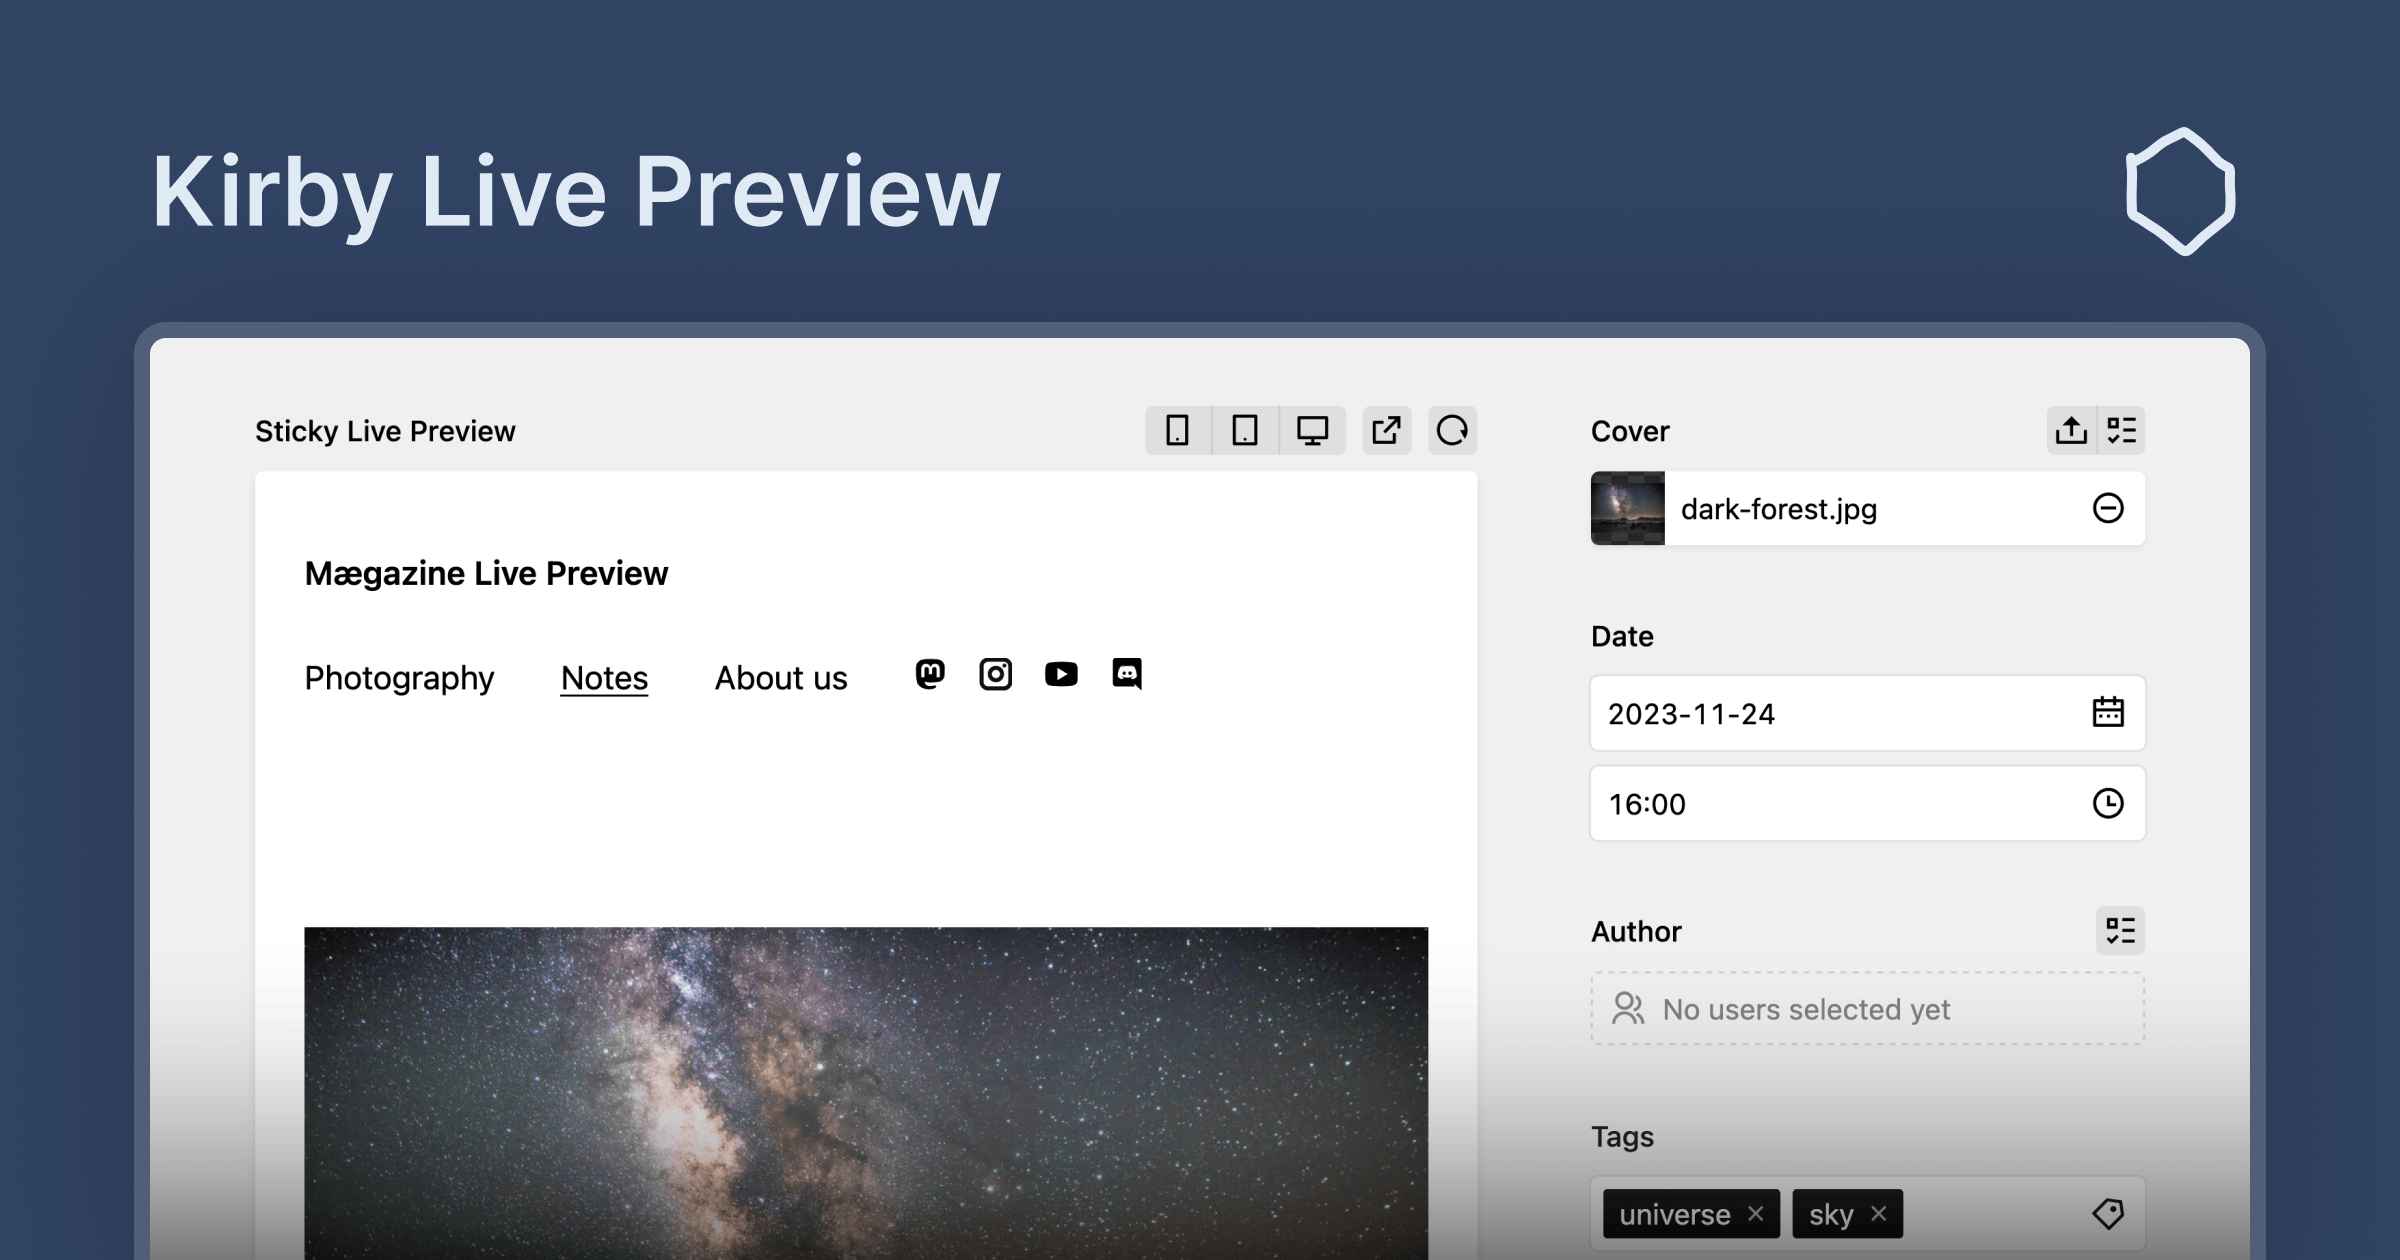 Kirby Live Preview
Sticky Live Preview
Mægazine Live Preview
Photography Notes About us
Cover
dark-forest.jpg
Date
2023-11-24
16:00
Author
No users selected yet
Tags
universe × sky ×